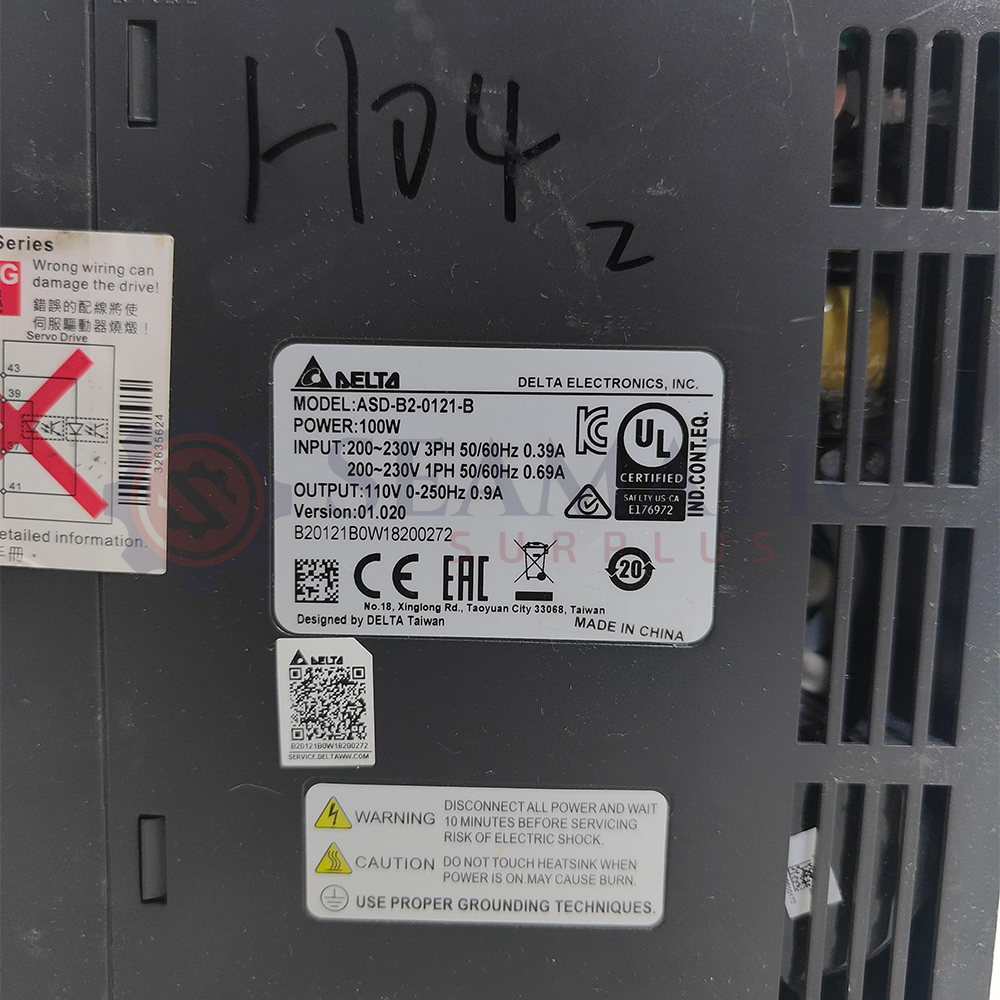 H04
2
Series
G
Wrong wiring can
damage the drive!
錯誤的配線將使
伺服驅動器燒燬！
Servo Drive
43
39
37
41
32635624
etailed information.
手冊。
DELTA
DELTA ELECTRONICS, INC.
MODEL:ASD-B2-0121-B
POWER:100W
INPUT:200~230V 3PH 50/60Hz 0.39A
200~230V 1PH 50/60Hz 0.69A
OUTPUT:110V 0-250Hz 0.9A
Version:01.020
B20121B0W18200272
UL
CERTIFIED
SAFETY US-CA
E176972
IND.CONT.EQ.
CE
EAC
20
No.18, Xinglong Rd., Taoyuan City 33068, Taiwan
Designed by DELTA Taiwan
MADE IN CHINA
SURPLUS
DELTA
B20121B0W18200272
SERVICE.DELTAWW.COM
WARNING
DISCONNECT ALL POWER AND WAIT
10 MINUTES BEFORE SERVICING
RISK OF ELECTRIC SHOCK.
CAUTION
DO NOT TOUCH HEATSINK WHEN
POWER IS ON.MAY CAUSE BURN.
USE PROPER GROUNDING TECHNIQUES.